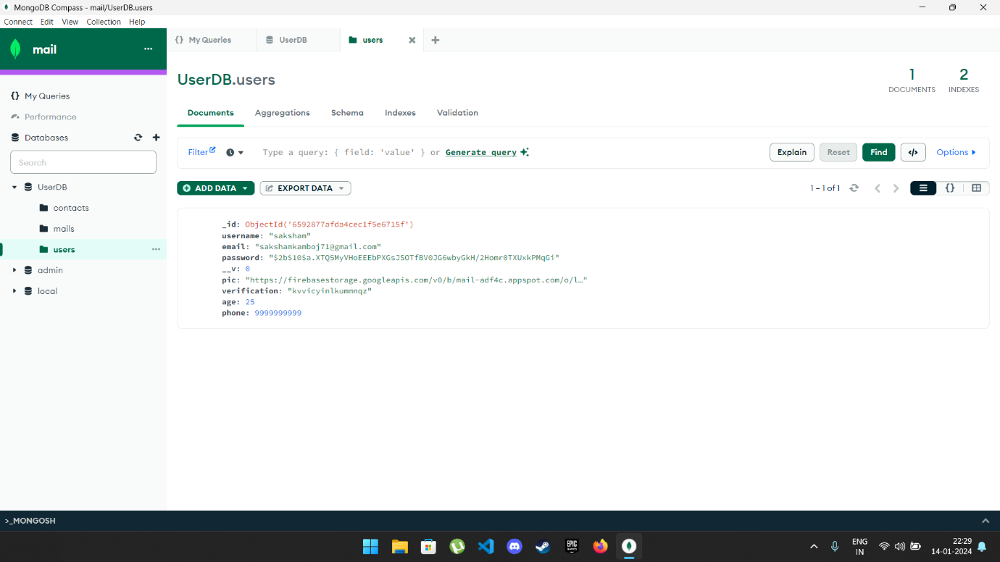 MongoDB Compass - mail/UserDB.users
Connect Edit View Collection Help
mail
{} My Queries
UserDB
users
My Queries
Performance
Databases
Search
UserDB
contacts
mails
users
admin
local
UserDB.users
1
DOCUMENTS
2
INDEXES
Documents Aggregations Schema Indexes Validation
Filter
Type a query: { field: 'value' } or Generate query
Explain Reset Find </> Options
ADD DATA EXPORT DATA
1 – 1 of 1
{}
_id: ObjectId('6592877afda4cec1f5e6715f')
username: "saksham"
email: "sakshamkamboj71@gmail.com"
password: "$2b$10$a.XTQ5MyVHoEEEbPXGsJSOTfBV0JG6wbyGkH/2Homr0TXUxkPMqGi"
__v: 0
pic: "https://firebasestorage.googleapis.com/v0/b/mail-adf4c.appspot.com/o/l…"
verification: "kvvicyinlkummnqz"
age: 25
phone: 9999999999
>_MONGOSH
EPIC GAMES
ENG
IN
22:29
14-01-2024